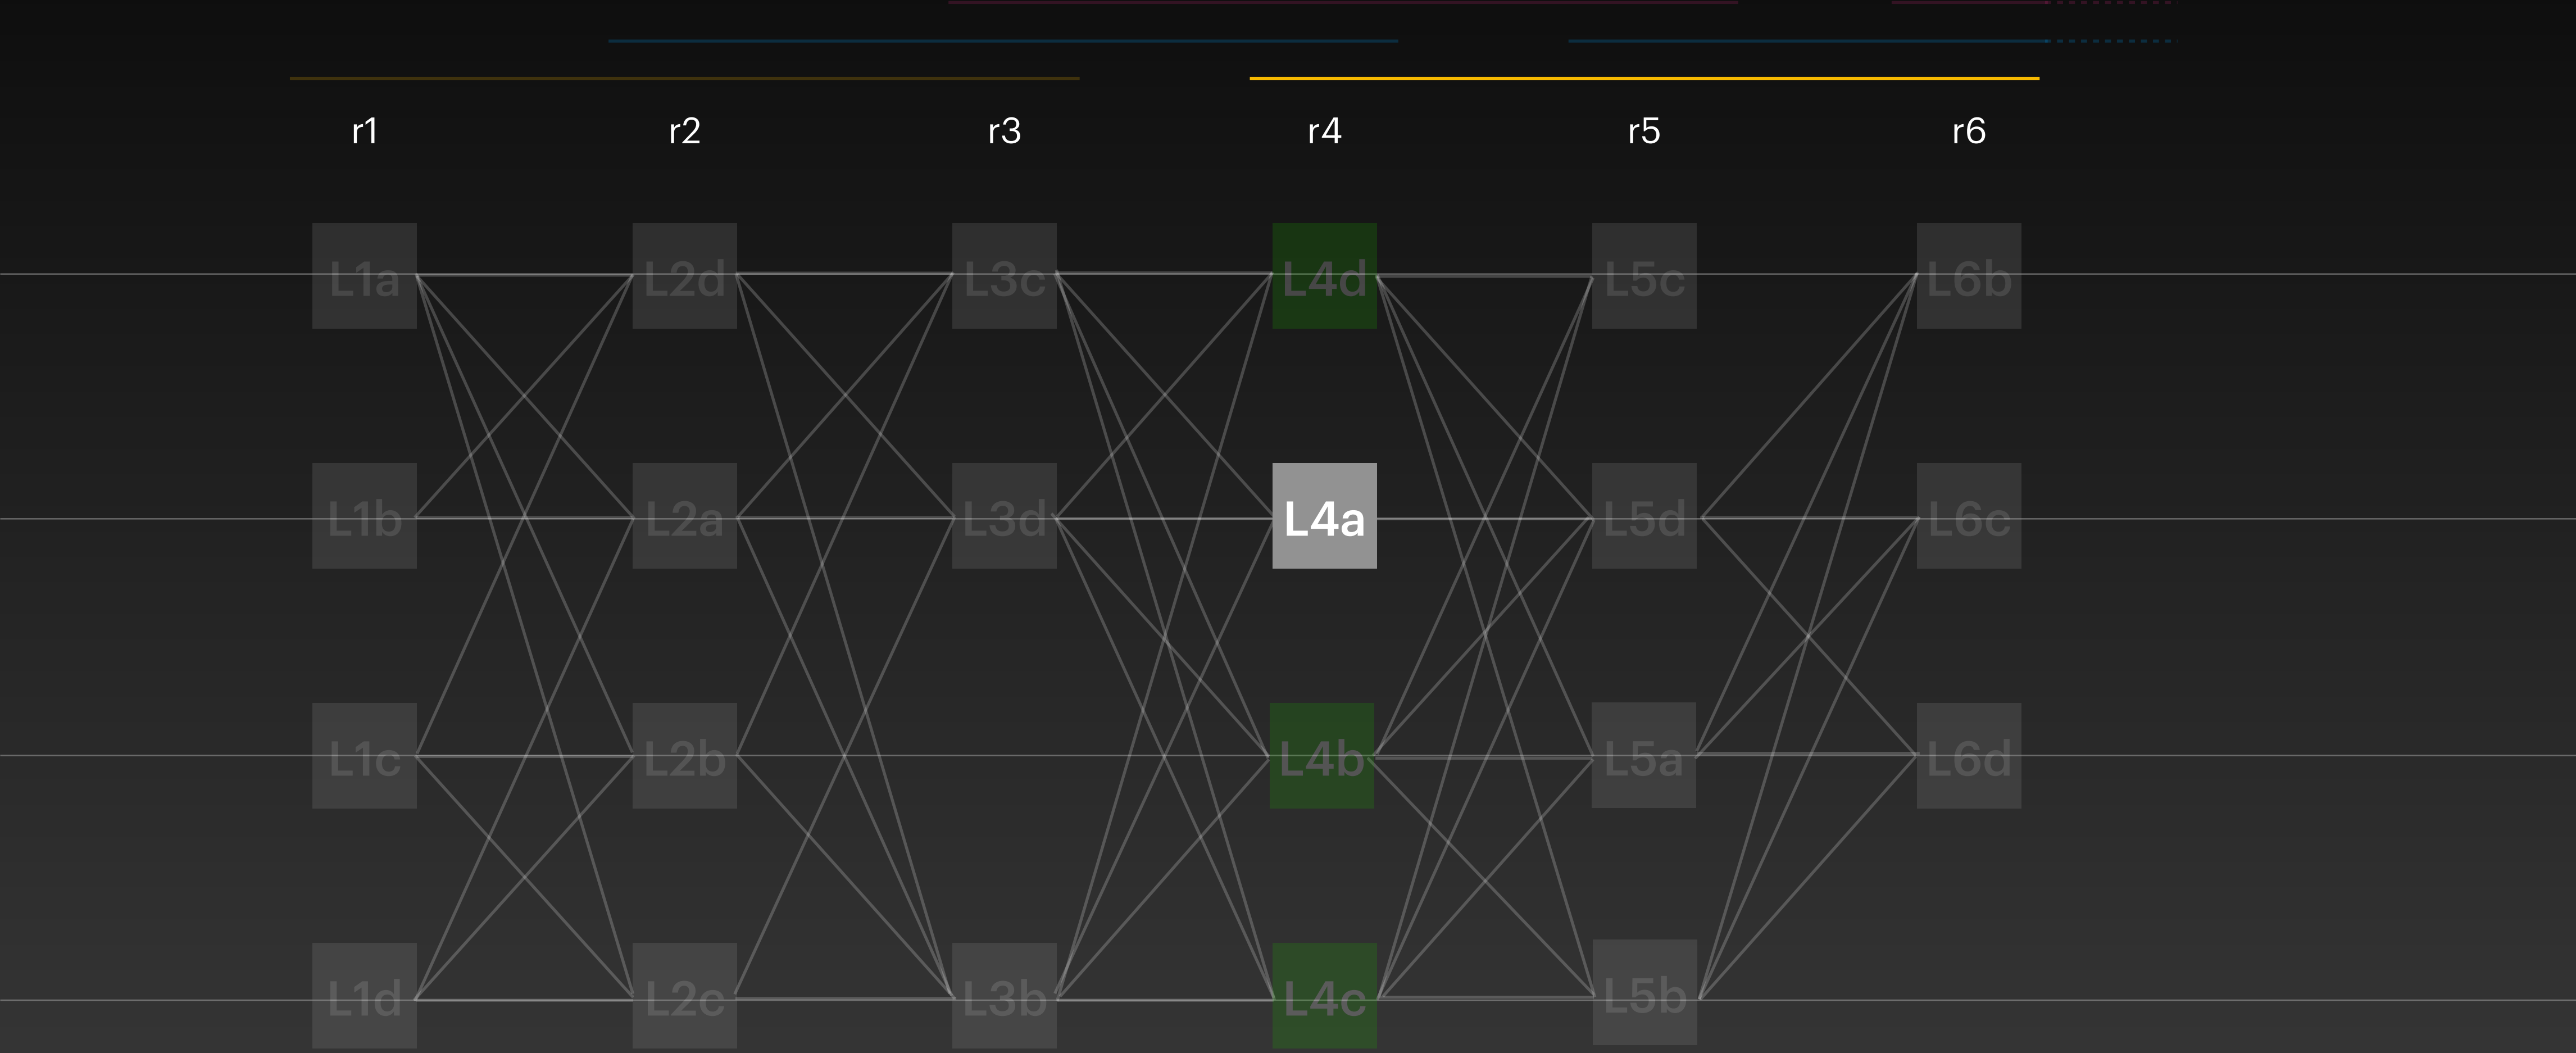 r1 r2 r3 r4 r5 r6
L1a L2d L3c L4d L5c L6b
L1b L2a L3d L4a L5d L6c
L1c L2b L4b L5a L6d
L1d L2c L3b L4c L5b